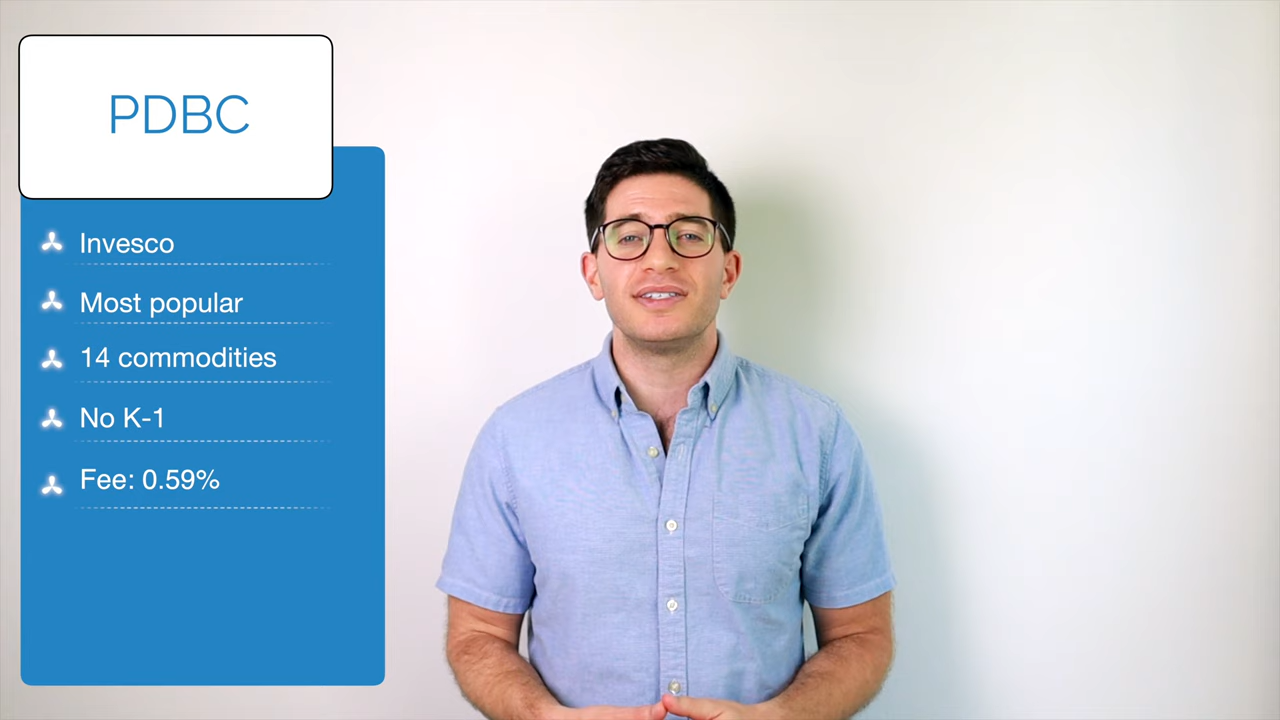 PDBC
Invesco
Most popular
14 commodities
No K-1
Fee: 0.59%